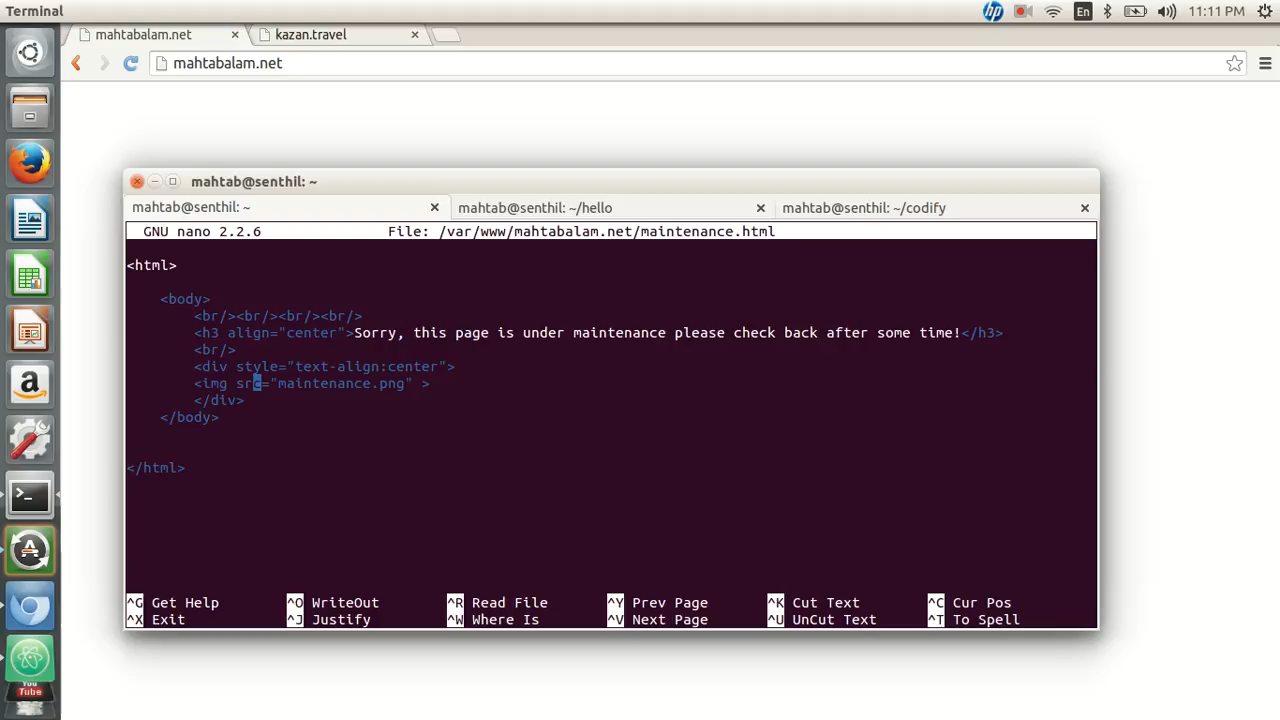 Terminal
En
11:11 PM
mahtabalam.net
kazan.travel
mahtabalam.net
mahtab@senthil: ~
mahtab@senthil: ~
mahtab@senthil: ~/hello
mahtab@senthil: ~/codify
GNU nano 2.2.6 File: /var/www/mahtabalam.net/maintenance.html
<html>
<body>
<br/><br/><br/><br/>
<h3 align="center">Sorry, this page is under maintenance please check back after some time!</h3>
<br/>
<div style="text-align:center">
<img src="maintenance.png" >
</div>
</body>
</html>
^G Get Help ^O WriteOut ^R Read File ^Y Prev Page ^K Cut Text ^C Cur Pos
^X Exit ^J Justify ^W Where Is ^V Next Page ^U UnCut Text ^T To Spell
You
Tube